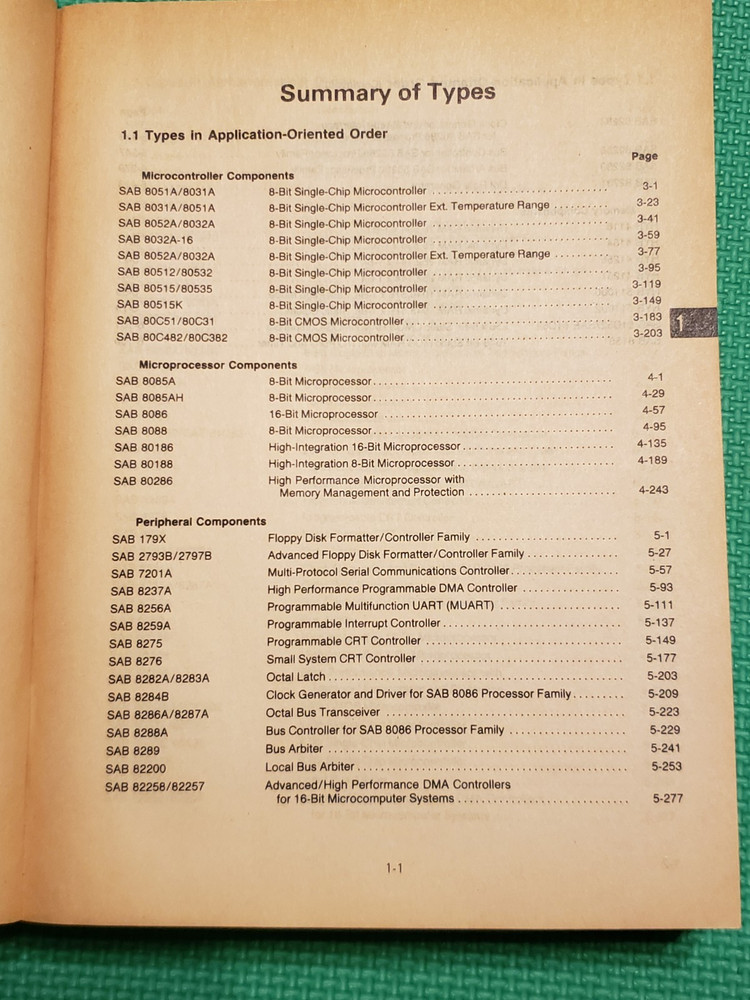 Summary of Types
1.1 Types in Application-Oriented Order
Page
Microcontroller Components
SAB 8051A/8031A 8-Bit Single-Chip Microcontroller 3-1
SAB 8031A/8051A 8-Bit Single-Chip Microcontroller Ext. Temperature Range 3-23
SAB 8052A/8032A 8-Bit Single-Chip Microcontroller 3-41
SAB 8032A-16 8-Bit Single-Chip Microcontroller 3-59
SAB 8052A/8032A 8-Bit Single-Chip Microcontroller Ext. Temperature Range 3-77
SAB 80512/80532 8-Bit Single-Chip Microcontroller 3-95
SAB 80515/80535 8-Bit Single-Chip Microcontroller 3-119
SAB 80515K 8-Bit Single-Chip Microcontroller 3-149
SAB 80C51/80C31 8-Bit CMOS Microcontroller 3-183
SAB 80C482/80C382 8-Bit CMOS Microcontroller 3-203
1
Microprocessor Components
SAB 8085A 8-Bit Microprocessor 4-1
SAB 8085AH 8-Bit Microprocessor 4-29
SAB 8086 16-Bit Microprocessor 4-57
SAB 8088 8-Bit Microprocessor 4-95
SAB 80186 High-Integration 16-Bit Microprocessor 4-135
SAB 80188 High-Integration 8-Bit Microprocessor 4-189
SAB 80286 High Performance Microprocessor with
Memory Management and Protection 4-243
Peripheral Components
SAB 179X Floppy Disk Formatter/Controller Family 5-1
SAB 2793B/2797B Advanced Floppy Disk Formatter/Controller Family 5-27
SAB 7201A Multi-Protocol Serial Communications Controller 5-57
SAB 8237A High Performance Programmable DMA Controller 5-93
SAB 8256A Programmable Multifunction UART (MUART) 5-111
SAB 8259A Programmable Interrupt Controller 5-137
SAB 8275 Programmable CRT Controller 5-149
SAB 8276 Small System CRT Controller 5-177
SAB 8282A/8283A Octal Latch 5-203
SAB 8284B Clock Generator and Driver for SAB 8086 Processor Family 5-209
SAB 8286A/8287A Octal Bus Transceiver 5-223
SAB 8288A Bus Controller for SAB 8086 Processor Family 5-229
SAB 8289 Bus Arbiter 5-241
SAB 82200 Local Bus Arbiter 5-253
SAB 82258/82257 Advanced/High Performance DMA Controllers
for 16-Bit Microcomputer Systems 5-277
1-1